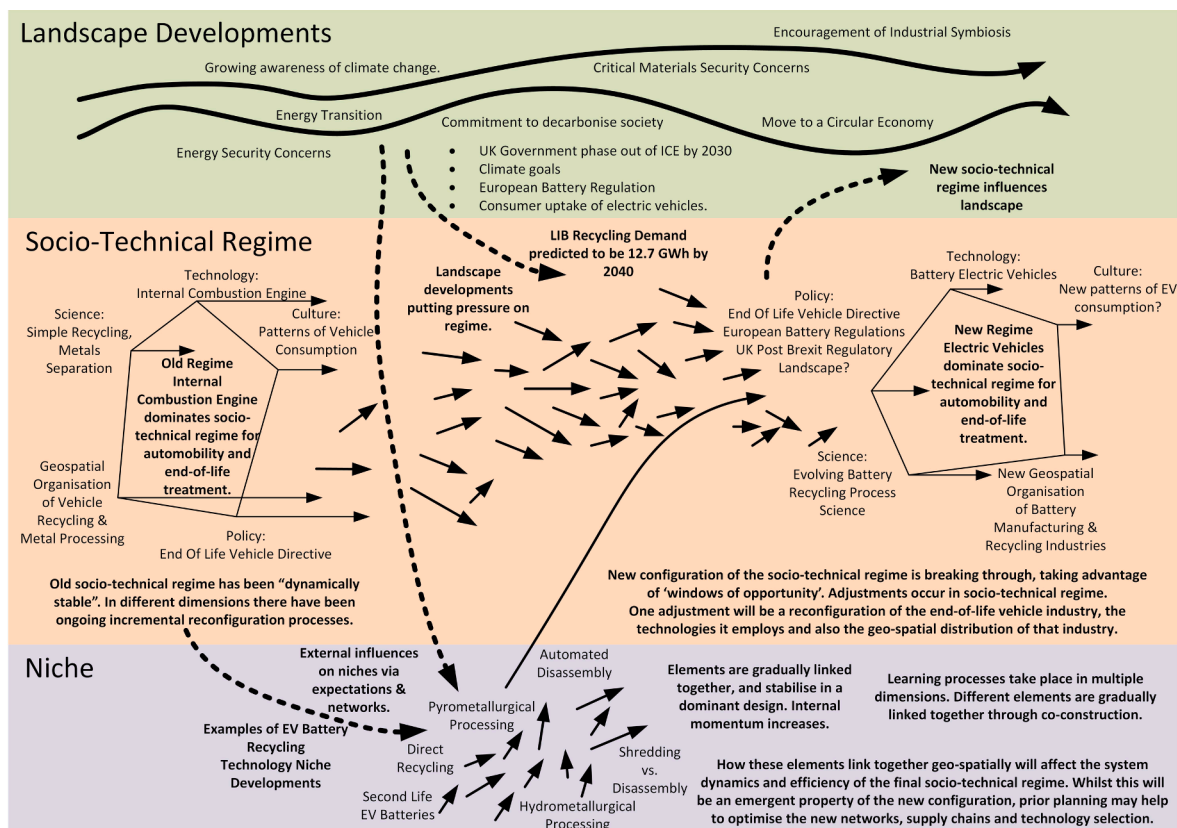 Landscape Developments
Encouragement of Industrial Symbiosis
Growing awareness of climate change.
Critical Materials Security Concerns
Energy Transition
Commitment to decarbonise society
Move to a Circular Economy
Energy Security Concerns
• UK Government phase out of ICE by 2030
• Climate goals
• European Battery Regulation
• Consumer uptake of electric vehicles.
New socio-technical
regime influences
landscape
Socio-Technical Regime
LIB Recycling Demand
predicted to be 12.7 GWh by
2040
Landscape
developments
putting pressure on
regime.
Technology:
Internal Combustion Engine
Science:
Simple Recycling,
Metals
Separation
Culture:
Patterns of Vehicle
Consumption
Old Regime
Internal
Combustion Engine
dominates socio-
technical regime for
automobility and
end-of-life
treatment.
Geospatial
Organisation
of Vehicle
Recycling &
Metal Processing
Policy:
End Of Life Vehicle Directive
Policy:
End Of Life Vehicle Directive
European Battery Regulations
UK Post Brexit Regulatory
Landscape?
Technology:
Battery Electric Vehicles
Culture:
New patterns of EV
consumption?
New Regime
Electric Vehicles
dominate socio-
technical regime for
automobility and
end-of-life
treatment.
Science:
Evolving Battery
Recycling Process
Science
New Geospatial
Organisation
of Battery
Manufacturing &
Recycling Industries
Old socio-technical regime has been “dynamically
stable”. In different dimensions there have been
ongoing incremental reconfiguration processes.
New configuration of the socio-technical regime is breaking through, taking advantage
of ‘windows of opportunity’. Adjustments occur in socio-technical regime.
One adjustment will be a reconfiguration of the end-of-life vehicle industry, the
technologies it employs and also the geo-spatial distribution of that industry.
Niche
External influences
on niches via
expectations &
networks.
Automated
Disassembly
Pyrometallurgical
Processing
Examples of EV Battery
Recycling
Technology Niche
Developments
Direct
Recycling
Second Life
EV Batteries
Hydrometallurgical
Processing
Shredding
vs.
Disassembly
Elements are gradually linked
together, and stabilise in a
dominant design. Internal
momentum increases.
Learning processes take place in multiple
dimensions. Different elements are gradually
linked together through co-construction.
How these elements link together geo-spatially will affect the system
dynamics and efficiency of the final socio-technical regime. Whilst this will
be an emergent property of the new configuration, prior planning may help
to optimise the new networks, supply chains and technology selection.